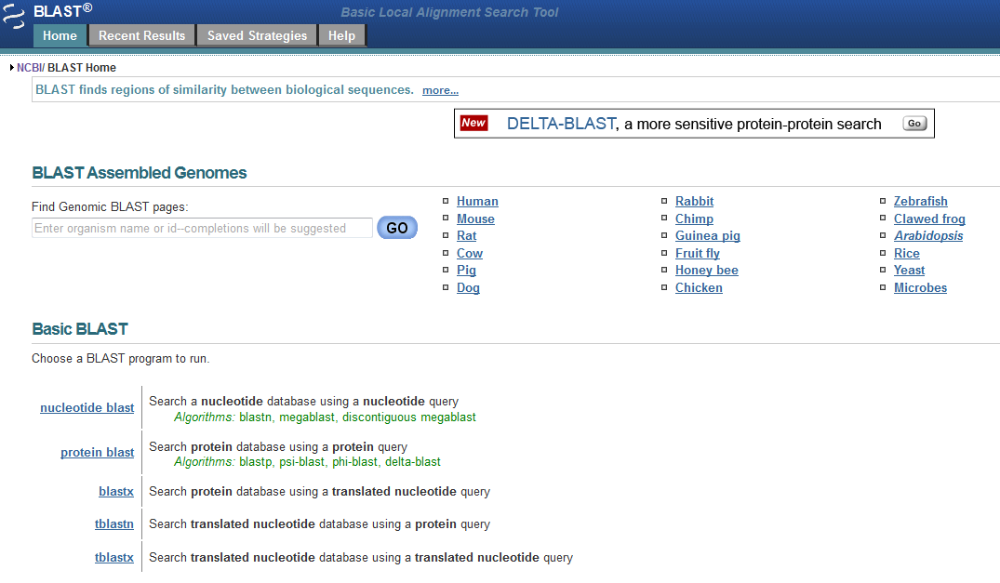 BLAST®
Basic Local Alignment Search Tool
Home Recent Results Saved Strategies Help
NCBI/ BLAST Home
BLAST finds regions of similarity between biological sequences. more...
New DELTA-BLAST, a more sensitive protein-protein search Go
BLAST Assembled Genomes
Find Genomic BLAST pages:
Enter organism name or id--completions will be suggested GO
Human
Mouse
Rat
Cow
Pig
Dog
Rabbit
Chimp
Guinea pig
Fruit fly
Honey bee
Chicken
Zebrafish
Clawed frog
Arabidopsis
Rice
Yeast
Microbes
Basic BLAST
Choose a BLAST program to run.
nucleotide blast
Search a nucleotide database using a nucleotide query
Algorithms: blastn, megablast, discontiguous megablast
protein blast
Search protein database using a protein query
Algorithms: blastp, psi-blast, phi-blast, delta-blast
blastx Search protein database using a translated nucleotide query
tblastn Search translated nucleotide database using a protein query
tblastx Search translated nucleotide database using a translated nucleotide query